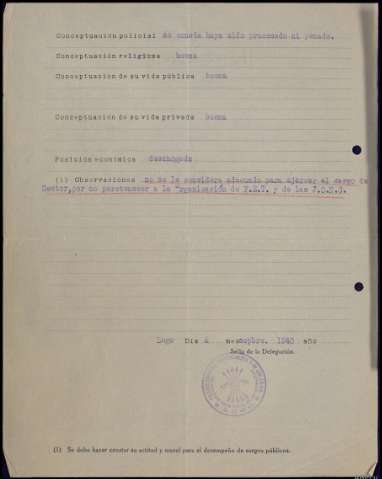 Conceptuación policial no consta haya sido procesado ni penado.
Conceptuación religiosa buena
Conceptuación de su vida pública buena
Conceptuación de su vida privada buena
Posición económica desahogada
(1) Observaciones no se le considera adecuado para ejercer el cargo de
Gestor, por no pertenecer a la Organización de F.E.T. y de las J.O.N.S.
Lugo Día 4 mes sepbre. 1943 año
Sello de la Delegación.
(1) Se debe hacer constar su actitud y moral para el desempeño de cargos públicos.